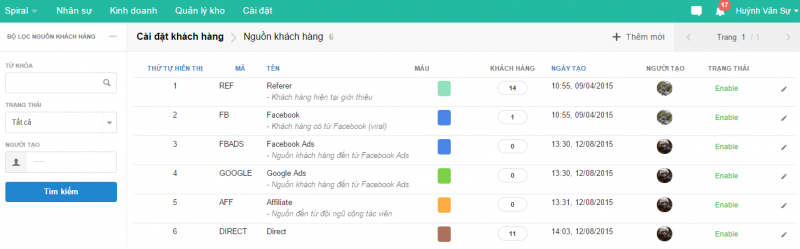 Spiral Nhân sự Kinh doanh Quản lý kho Cài đặt 17 Huỳnh Văn Sự
BỘ LỌC NGUỒN KHÁCH HÀNG
Cài đặt khách hàng Nguồn khách hàng 6 + Thêm mới Trang 1 / 1
TỪ KHÓA
TRẠNG THÁI
Tất cả
NGƯỜI TẠO
Tìm kiếm
THỨ TỰ HIỂN THỊ MÃ TÊN MÀU KHÁCH HÀNG NGÀY TẠO NGƯỜI TẠO TRẠNG THÁI
1 REF Referer 14 10:55, 09/04/2015 Enable
- Khách hàng hiện tại giới thiệu
2 FB Facebook 1 10:55, 09/04/2015 Enable
- Khách hàng có từ Facebook (viral)
3 FBADS Facebook Ads 0 13:30, 12/08/2015 Enable
- Nguồn khách hàng đến từ Facebook Ads
4 GOOGLE Google Ads 0 13:30, 12/08/2015 Enable
- Nguồn khách hàng đến từ Facebook Ads
5 AFF Affiliate 0 13:31, 12/08/2015 Enable
- Nguồn đến từ đội ngũ cộng tác viên
6 DIRECT Direct 11 14:03, 12/08/2015 Enable